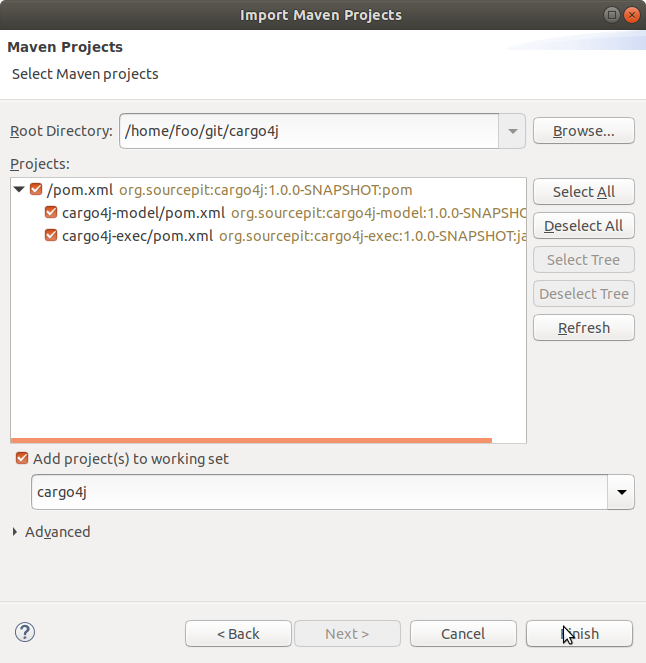 Import Maven Projects
Maven Projects
Select Maven projects
Root Directory: /home/foo/git/cargo4j Browse...
Projects:
/pom.xml org.sourcepit:cargo4j:1.0.0-SNAPSHOT:pom
cargo4j-model/pom.xml org.sourcepit:cargo4j-model:1.0.0-SNAPSHO
cargo4j-exec/pom.xml org.sourcepit:cargo4j-exec:1.0.0-SNAPSHOT:ja
Select All
Deselect All
Select Tree
Deselect Tree
Refresh
Add project(s) to working set
cargo4j
Advanced
? < Back Next > Cancel Finish